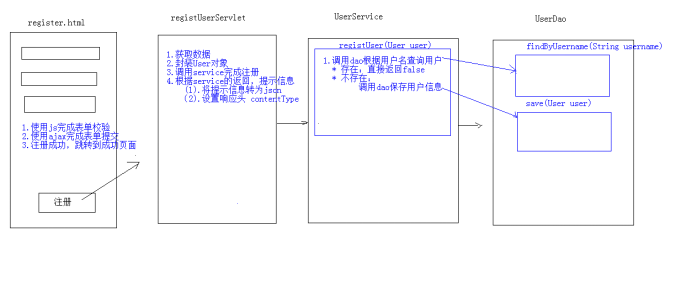 register.html
1.使用js完成表单校验
2.使用ajax完成表单提交
3.注册成功，跳转到成功页面
注册
registUserServlet
1.获取数据
2.封装User对象
3.调用service完成注册
4.根据service的返回，提示信息
(1).将提示信息转为json
(2).设置响应头 contentType
UserService
registUser(User user)
1.调用dao根据用户名查询用户
* 存在，直接返回false
* 不存在：
调用dao保存用户信息
UserDao
findByUsername(String username)
save(User user)